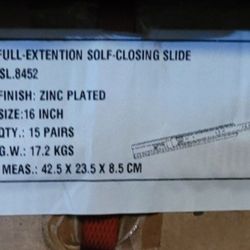 FULL-EXTENTION SOLF-CLOSING SLIDE
SL.8452
FINISH: ZINC PLATED
SIZE:16 INCH
QTY.: 15 PAIRS
G.W.: 17.2 KGS
MEAS.: 42.5 X 23.5 X 8.5 CM